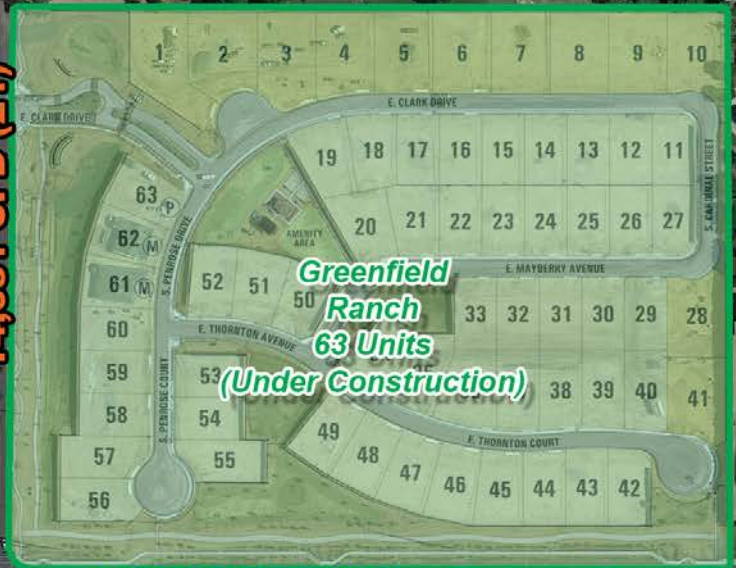 1 2 3 4 5 6 7 8 9 10
E. CLARK DRIVE
E. CLARK DRIVE
19 18 17 16 15 14 13 12 11
S. CARDINAL STREET
63 P
62 M
61 M
S. PENROSE DRIVE
AMENITY
AREA
20 21 22 23 24 25 26 27
E. MAYBERRY AVENUE
52 51 50
Greenfield
Ranch
63 Units
(Under Construction)
33 32 31 30 29 28
E. THORNTON AVENUE
60
59
58
57
56
S. PENROSE COURT
53
54
55
38 39 40 41
E. THORNTON COURT
49 48 47 46 45 44 43 42